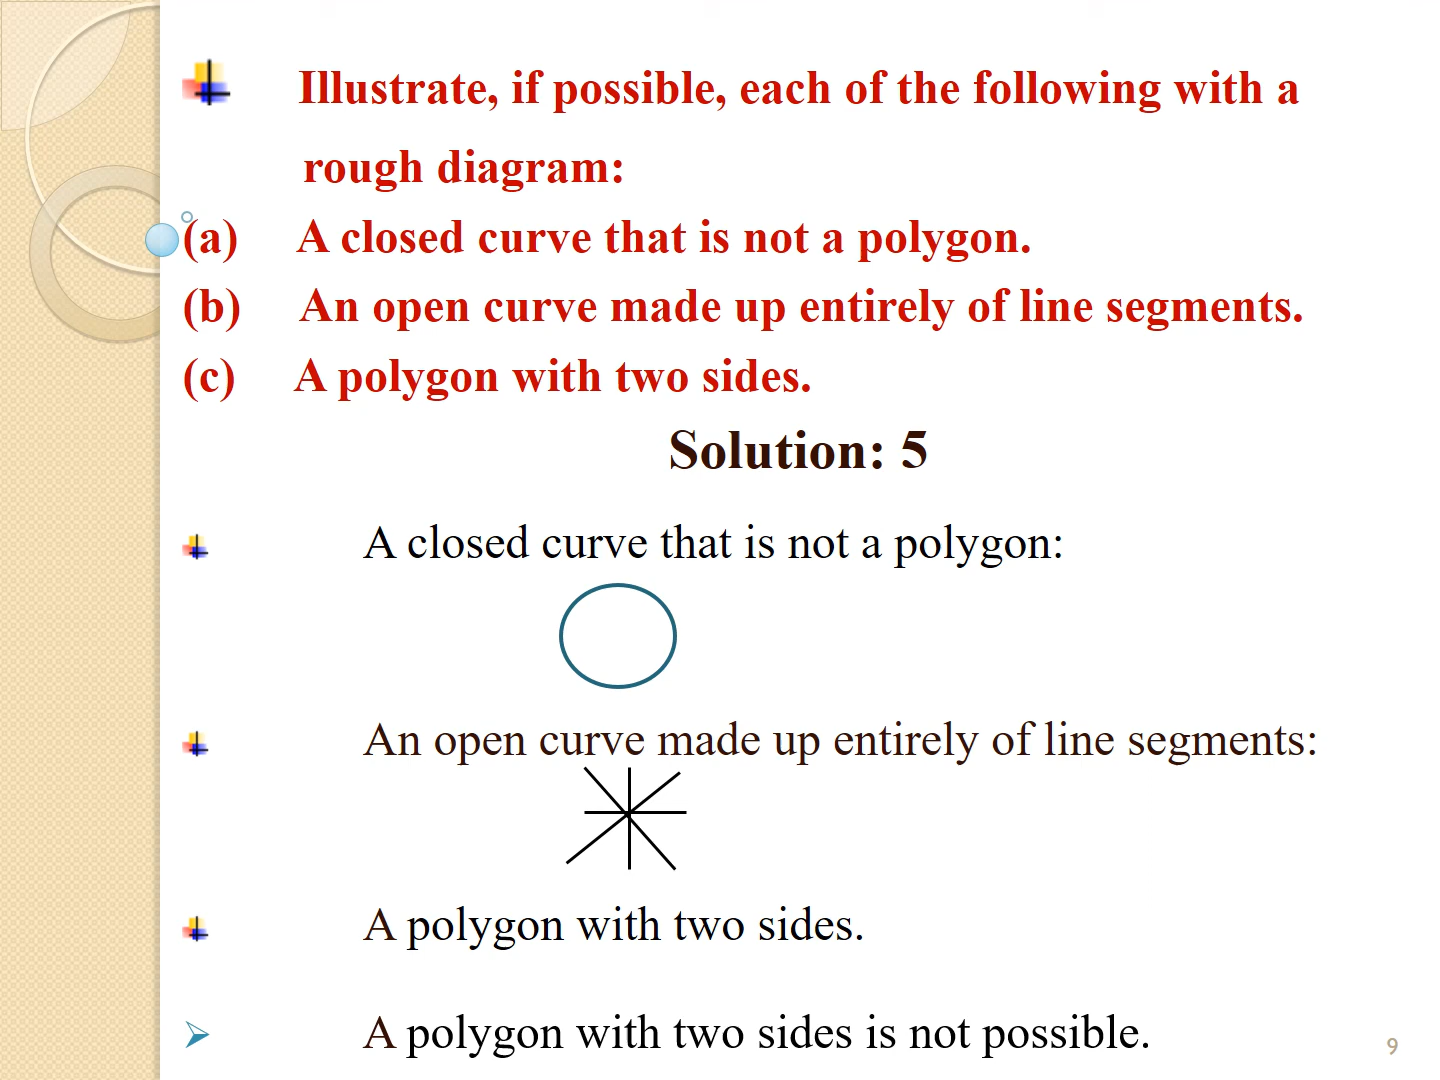 Illustrate, if possible, each of the following with a
rough diagram:
(a) A closed curve that is not a polygon.
(b) An open curve made up entirely of line segments.
(c) A polygon with two sides.
Solution: 5
A closed curve that is not a polygon:
An open curve made up entirely of line segments:
A polygon with two sides.
A polygon with two sides is not possible.
9